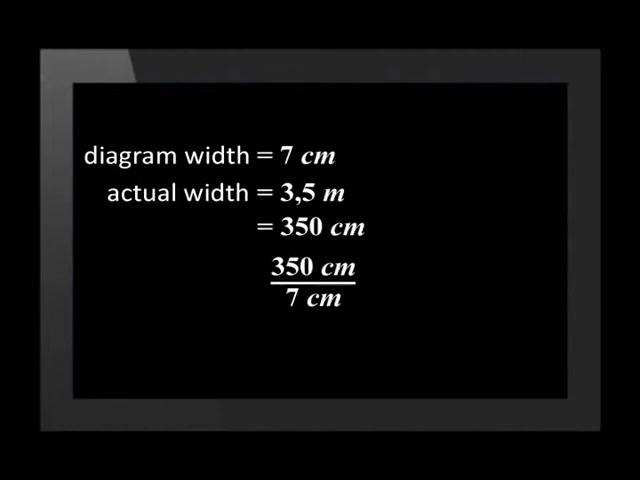 diagram width = 7 cm
actual width = 3,5 m
= 350 cm
350 cm
7 cm